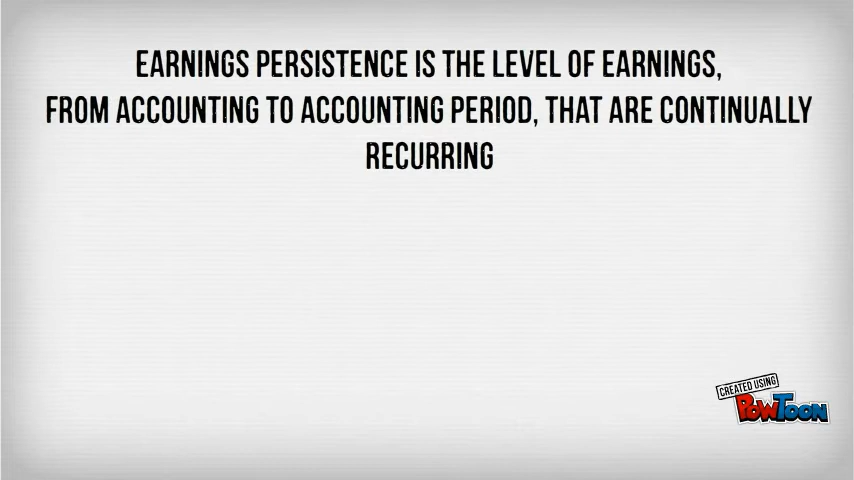 EARNINGS PERSISTENCE IS THE LEVEL OF EARNINGS,
FROM ACCOUNTING TO ACCOUNTING PERIOD, THAT ARE CONTINUALLY
RECURRING
CREATED USING
POWTOON